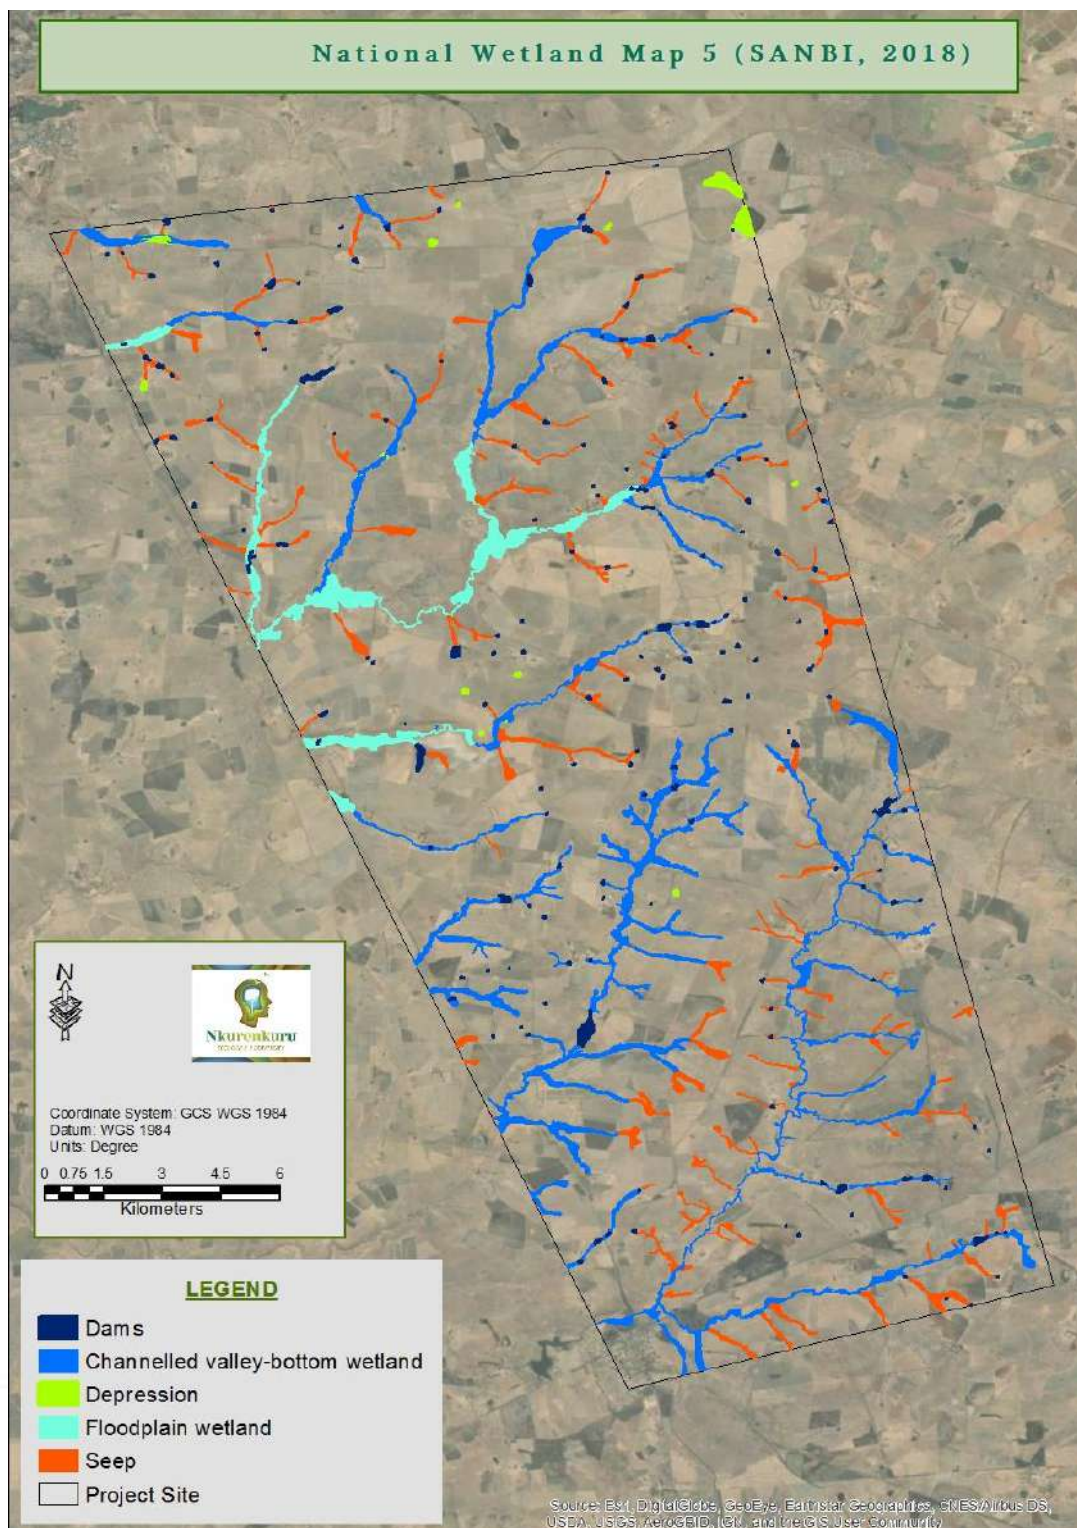 National Wetland Map 5 (SANBI, 2018)
N
Nkurenkuru
Coordinate System: GCS WGS 1984
Datum: WGS 1984
Units: Degree
0 0.75 1.5 3 4.5 6
Kilometers
LEGEND
Dams
Channelled valley-bottom wetland
Depression
Floodplain wetland
Seep
Project Site
Source: Esri, DigitalGlobe, GeoEye, Earthstar Geographics, CNES/Airbus DS,
USDA, USGS, AeroGRID, IGN, and the GIS User Community